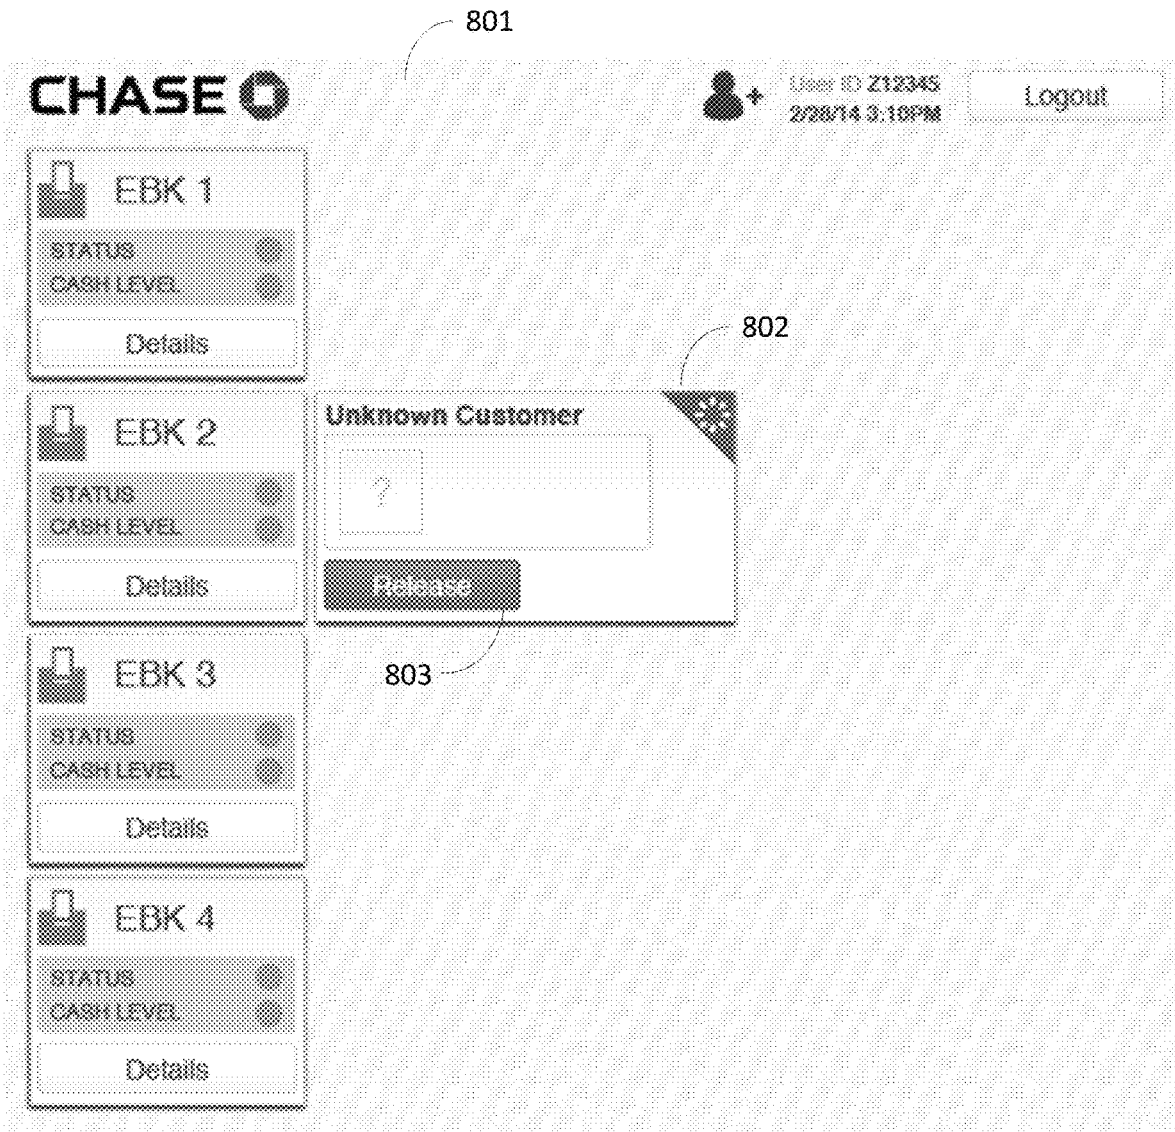 801
CHASE
User ID Z12345
2/28/14 3:10PM
Logout
EBK 1
STATUS
CASH LEVEL
Details
802
EBK 2
STATUS
CASH LEVEL
Details
Unknown Customer
?
Release
803
EBK 3
STATUS
CASH LEVEL
Details
EBK 4
STATUS
CASH LEVEL
Details